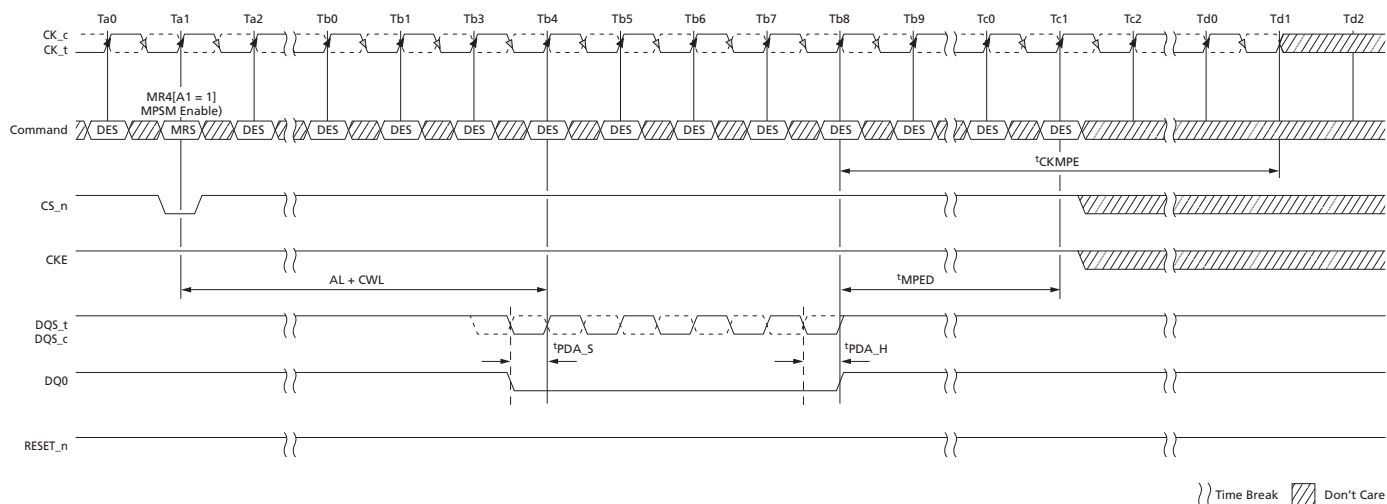 Ta0 Ta1 Ta2 Tb0 Tb1 Tb3 Tb4 Tb5 Tb6 Tb7 Tb8 Tb9 Tc0 Tc1 Tc2 Td0 Td1 Td2
CK_c
CK_t
MR4[A1 = 1]
MPSM Enable)
Command DES MRS DES DES DES DES DES DES DES DES DES DES DES DES
tCKMPE
CS_n
CKE
AL + CWL tMPED
DQS_t
DQS_c
tPDA_S tPDA_H
DQ0
RESET_n
Time Break Don't Care